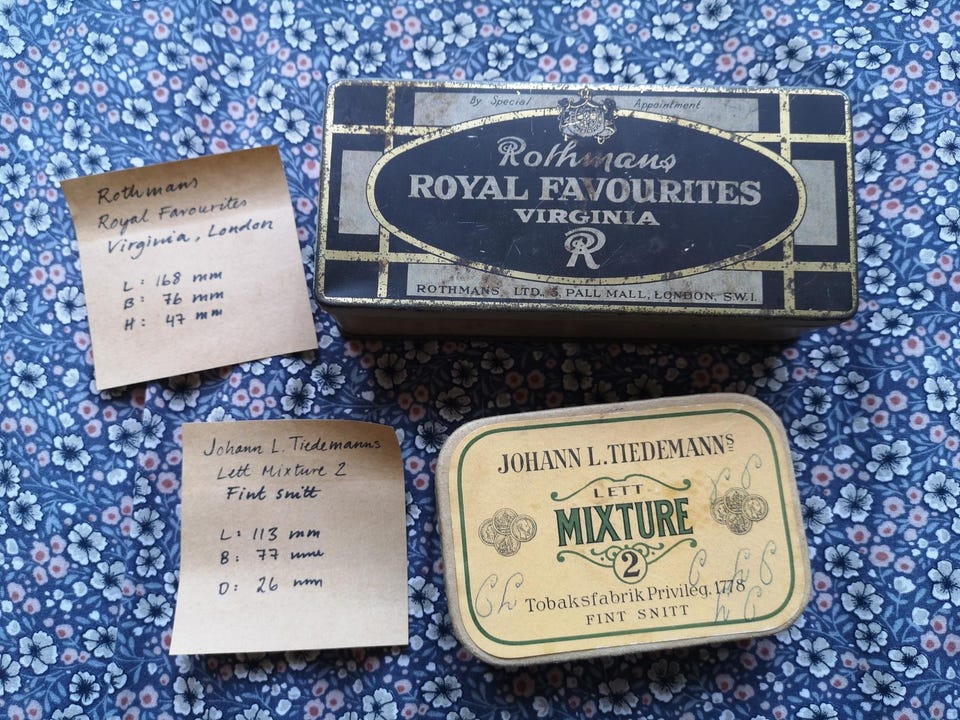 Rothmans
Royal Favourites
Virginia, London
L: 168 mm
B: 76 mm
H: 47 mm
By Special Appointment
Rothmans
ROYAL FAVOURITES
VIRGINIA
R
ROTHMANS LTD., 5, PALL MALL, LONDON, S.W.1.
Johann L. Tiedemanns
Lett Mixture 2
Fint snitt
L: 113 mm
B: 77 mm
D: 26 mm
JOHANN L. TIEDEMANNS
LETT
MIXTURE
2
Tobaksfabrik Privileg. 1778
FINT SNITT